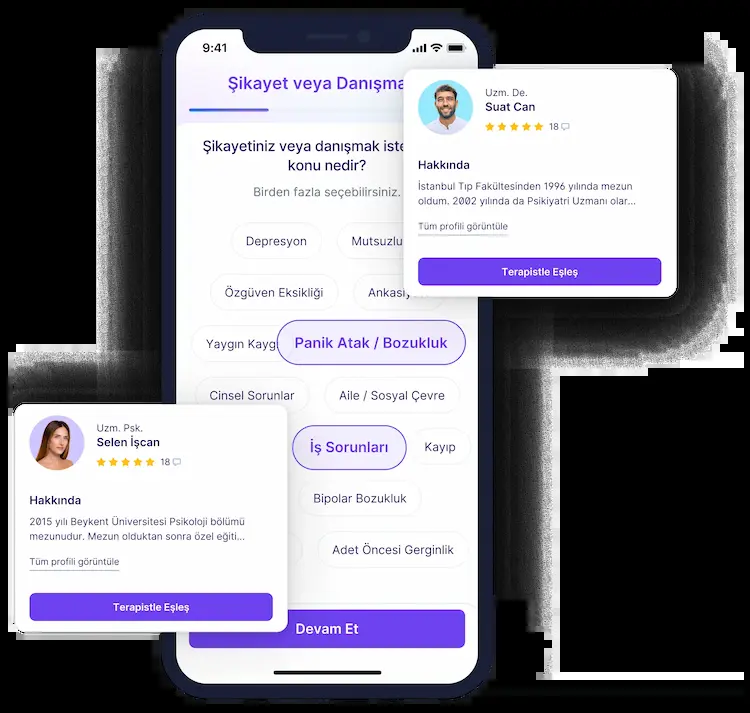 9:41
Şikayet veya Danışma
Şikayetiniz veya danışmak
konu nedir?
Birden fazla seçebilirsiniz.
Depresyon
Özgüven Eksikliği
Yaygın
Panik Atak / Bozukluk
Cinsel Sorunlar
Aile / Sosyal Çevre
İş Sorunları
Kayıp
Bipolar Bozukluk
Adet Öncesi Gerginlik
Devam Et
Uzm. De.
Suat Can
18
Hakkında
İstanbul Tıp Fakültesinden 1996 yılında mezun
oldum. 2002 yılında da Psikiyatri Uzmanı olar...
Tüm profili görüntüle
Terapistle Eşleş
Uzm. Psk.
Selen İşcan
18
Hakkında
2015 yılı Beykent Üniversitesi Psikoloji bölümü
mezunudur. Mezun olduktan sonra özel eğiti...
Tüm profili görüntüle
Terapistle Eşleş